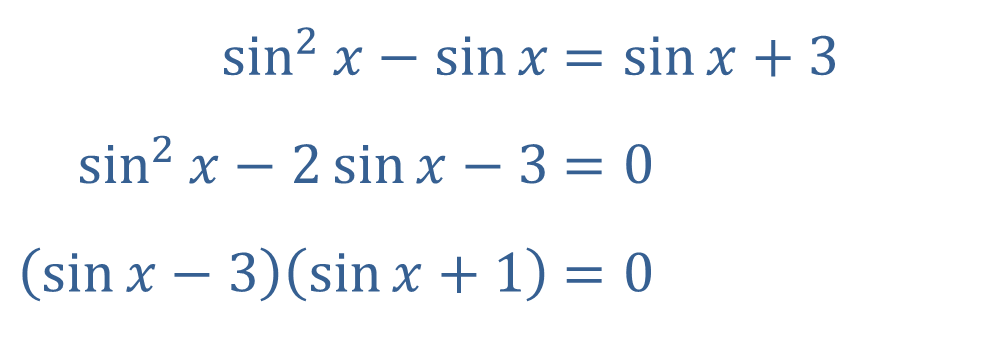 sin² x − sin x = sin x + 3
sin² x − 2 sin x − 3 = 0
(sin x − 3)(sin x + 1) = 0